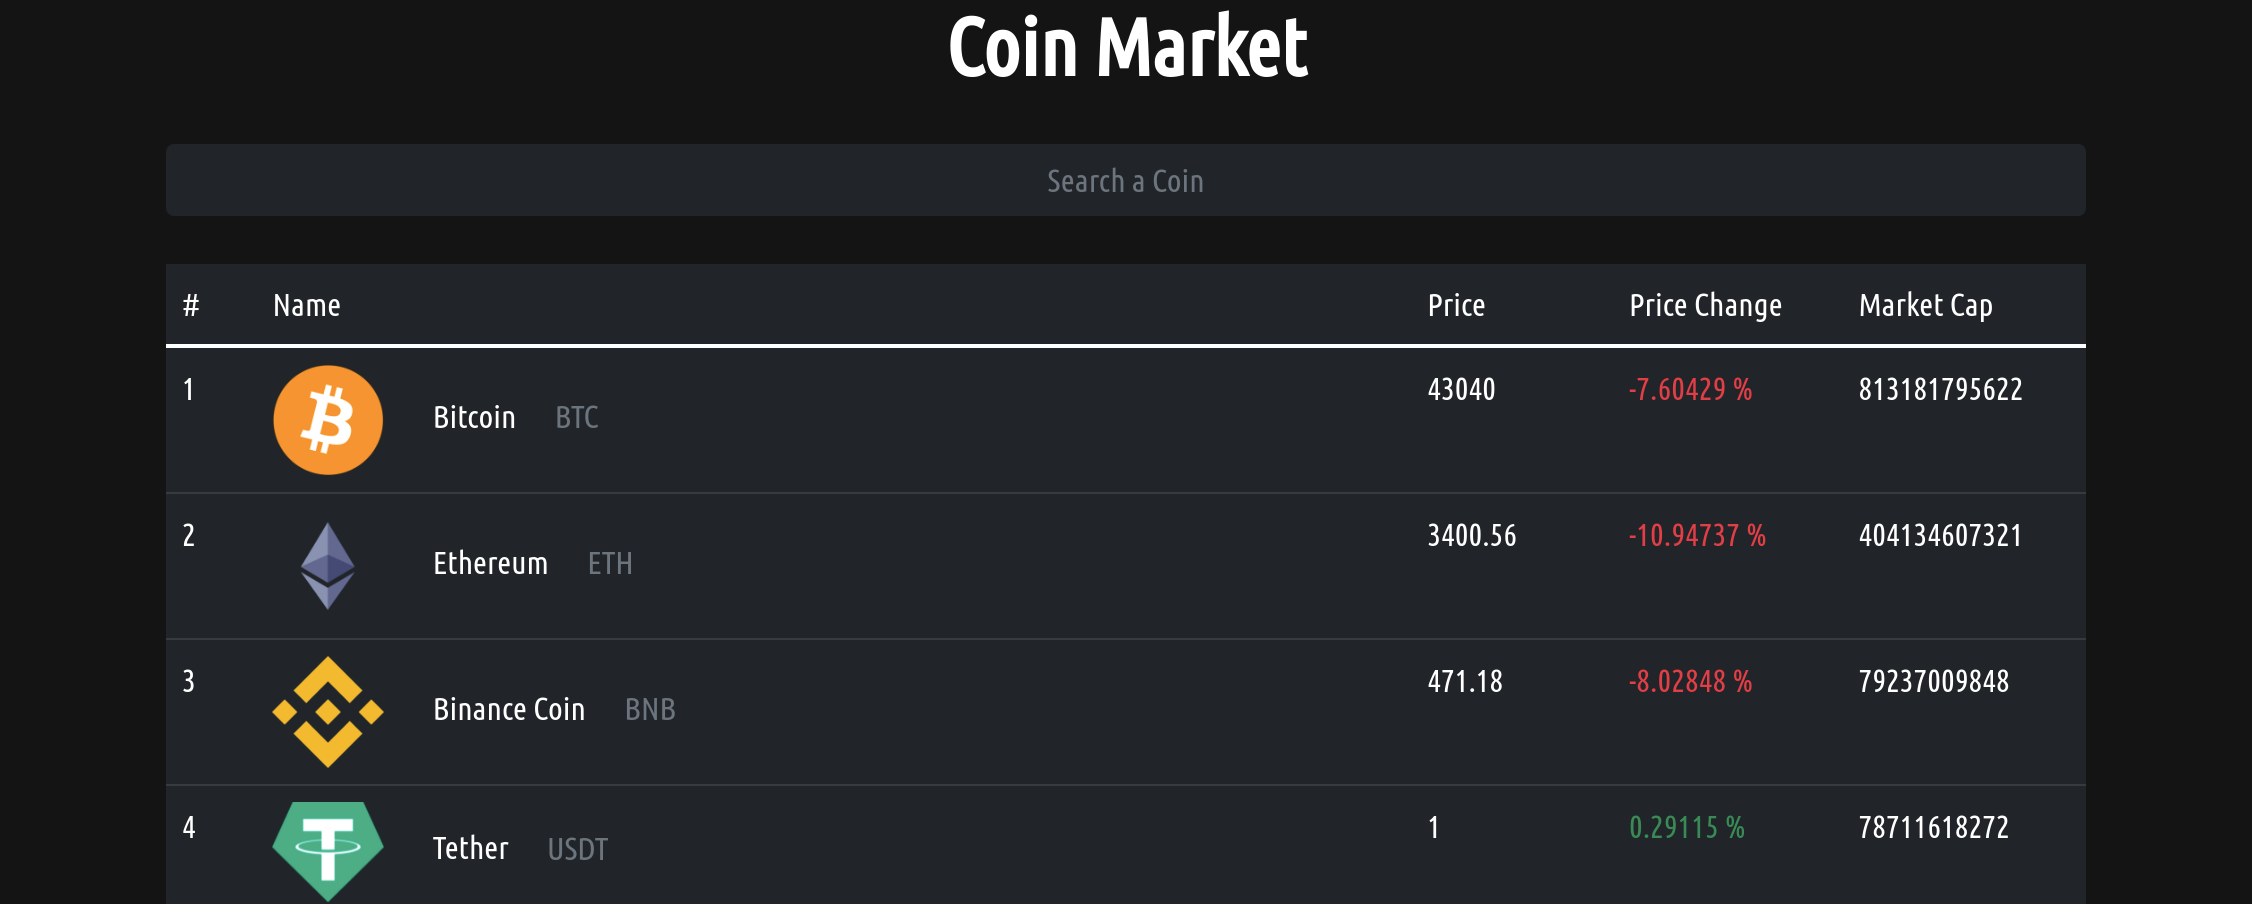 Coin Market
Search a Coin
# Name Price Price Change Market Cap
1 Bitcoin BTC 43040 -7.60429 % 813181795622
2 Ethereum ETH 3400.56 -10.94737 % 404134607321
3 Binance Coin BNB 471.18 -8.02848 % 79237009848
4 Tether USDT 1 0.29115 % 78711618272